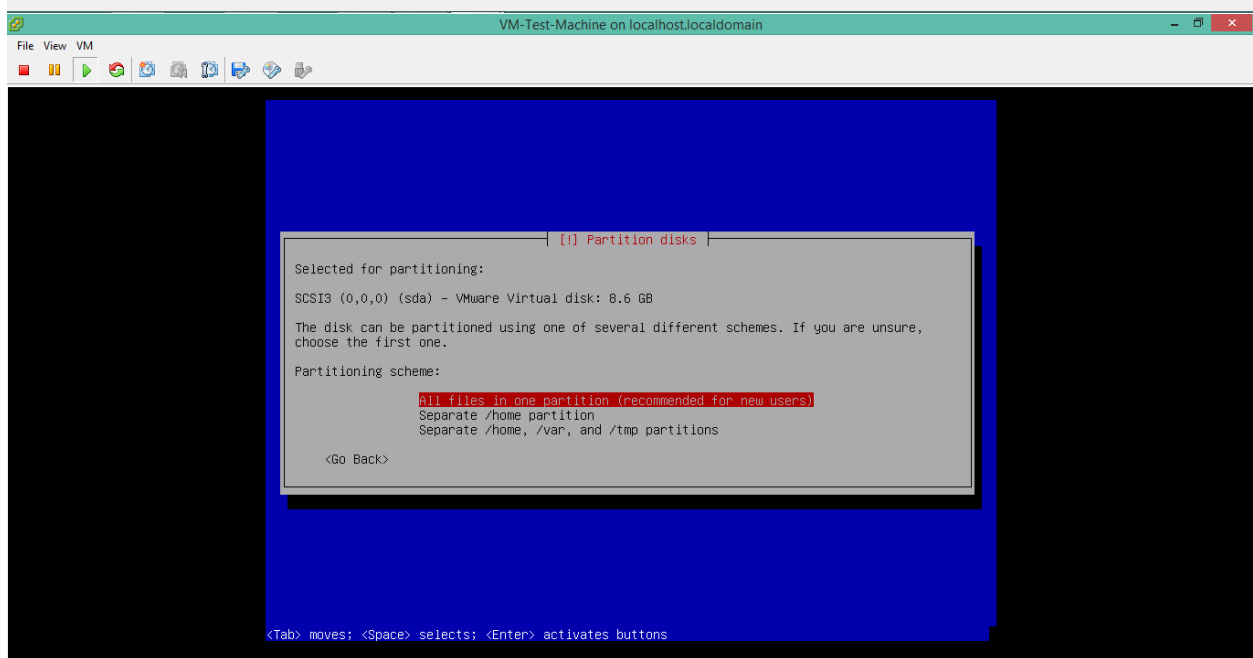 VM-Test-Machine on localhost.localdomain
File View VM
[!] Partition disks
Selected for partitioning:
SCSI3 (0,0,0) (sda) – VMware Virtual disk: 8.6 GB
The disk can be partitioned using one of several different schemes. If you are unsure,
choose the first one.
Partitioning scheme:
All files in one partition (recommended for new users)
Separate /home partition
Separate /home, /var, and /tmp partitions
<Go Back>
<Tab> moves; <Space> selects; <Enter> activates buttons